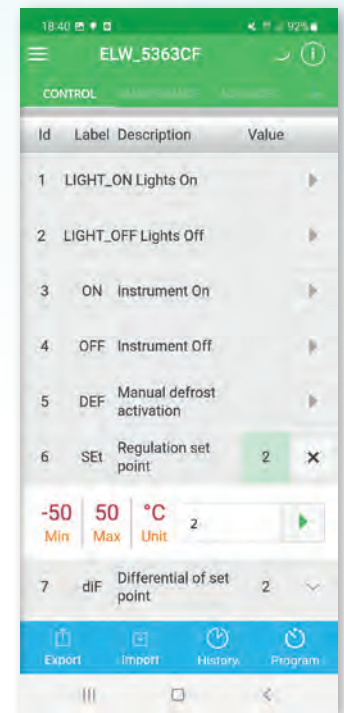 18:40 92%
ELW_5363CF
CONTROL
Id Label Description Value
1 LIGHT_ON Lights On
2 LIGHT_OFF Lights Off
3 ON Instrument On
4 OFF Instrument Off
5 DEF Manual defrost
activation
6 SEt Regulation set
point 2
-50 50 °C 2
Min Max Unit
7 diF Differential of set
point 2
Export Import History Program